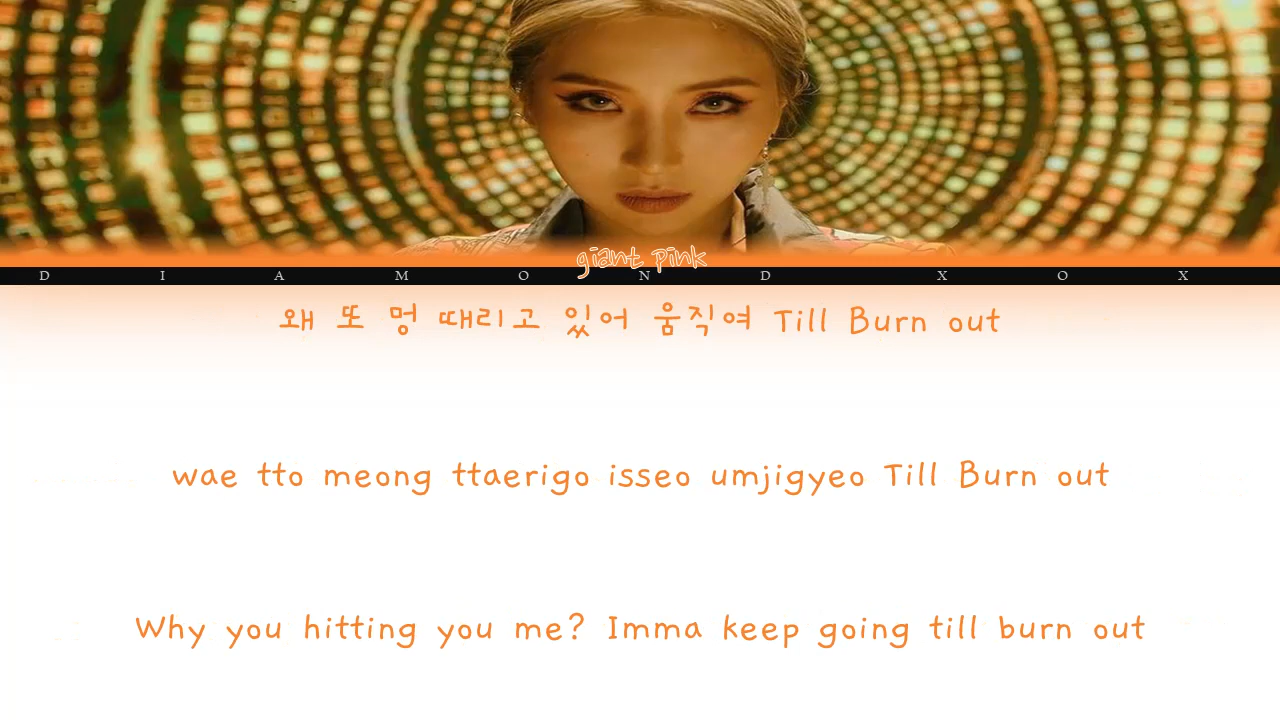 giant pink
D I A M O N D X O X
왜 또 멍 때리고 있어 움직여 Till Burn out
wae tto meong ttaerigo isseo umjigyeo Till Burn out
Why you hitting you me? Imma keep going till burn out